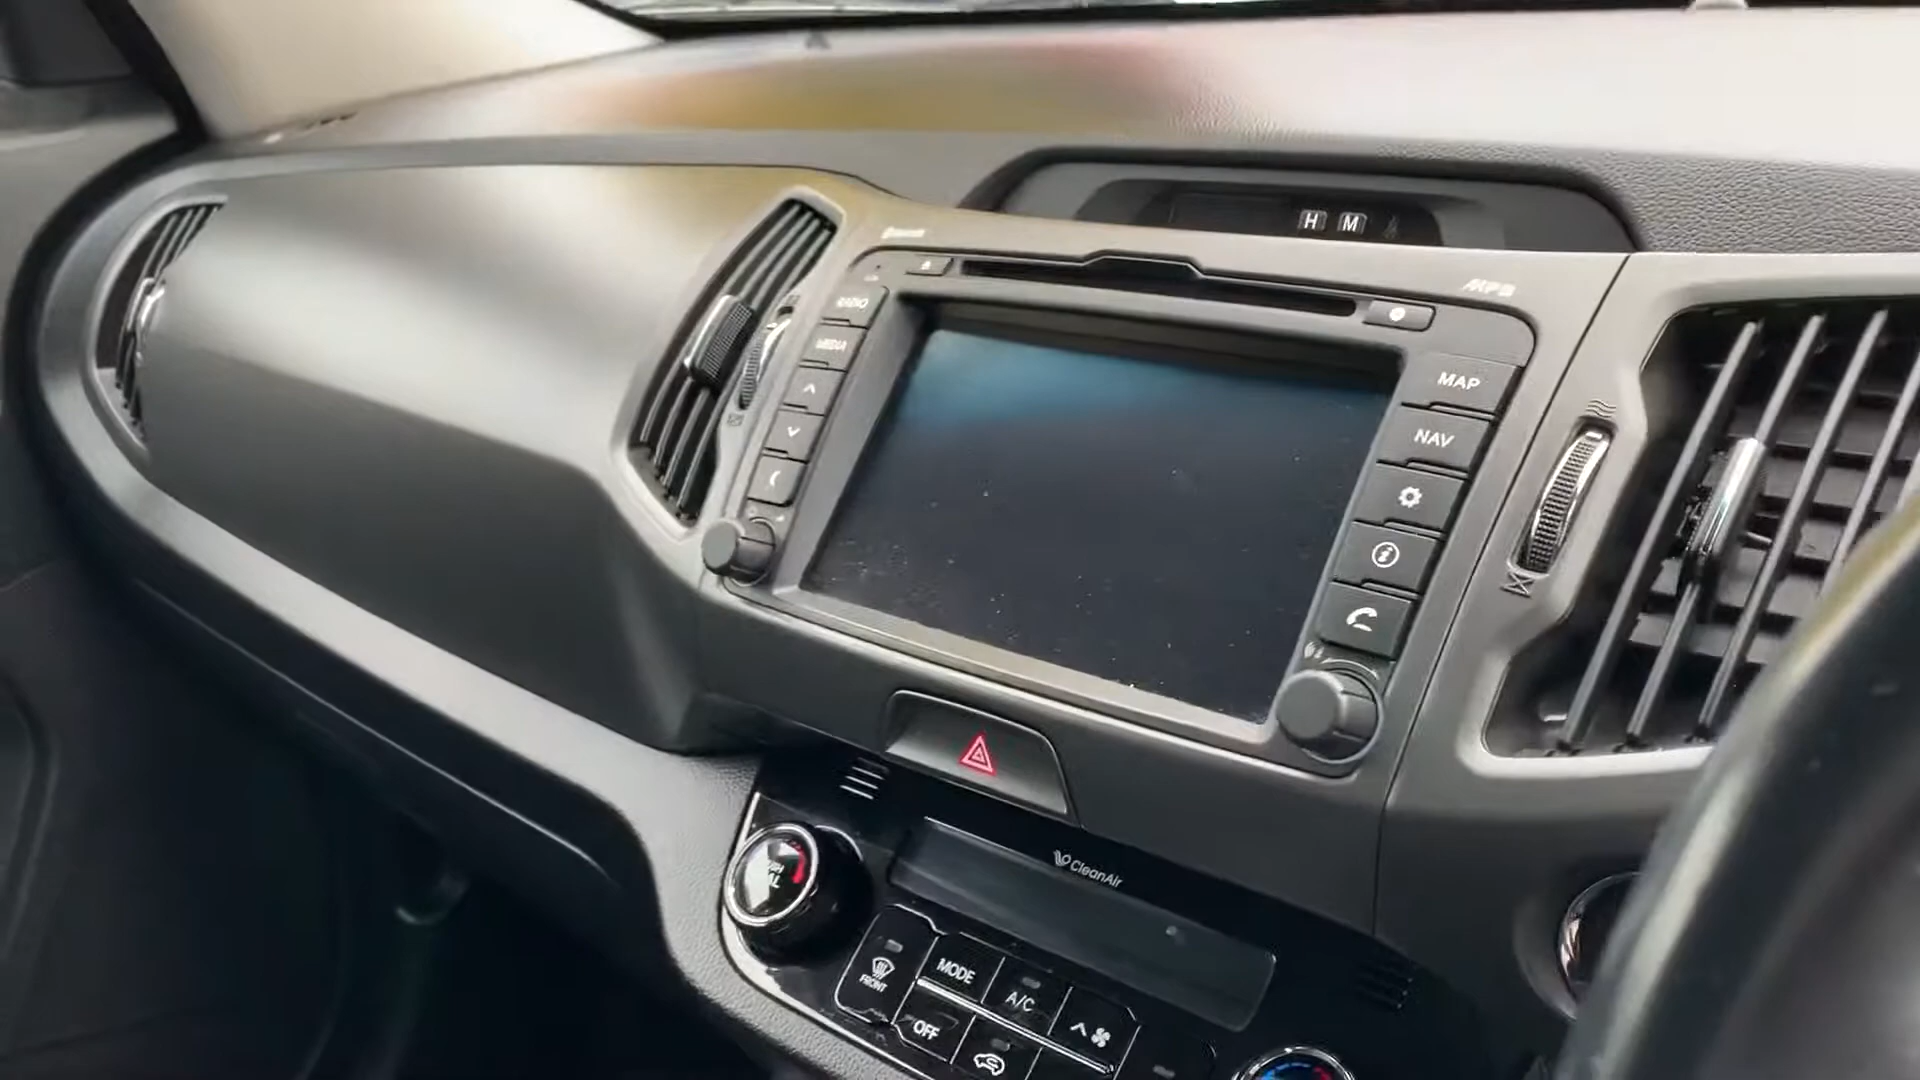 H M
RADIO
MEDIA
MAP
NAV
CleanAir
FRONT
MODE
A/C
OFF